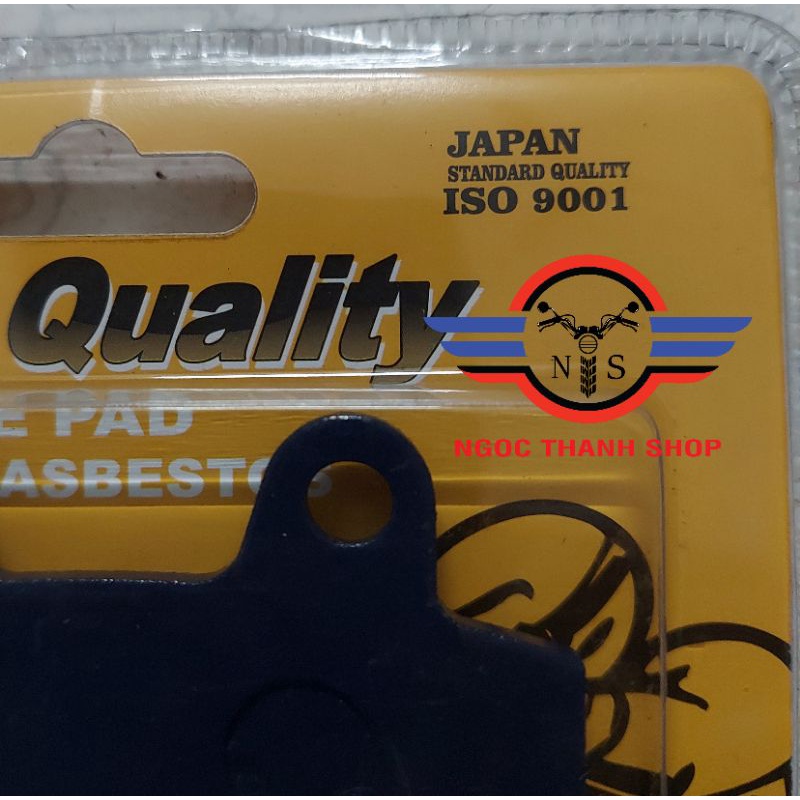 JAPAN
STANDARD QUALITY
ISO 9001
Quality
N S
NGOC THANH SHOP
E PAD
ASBESTOS